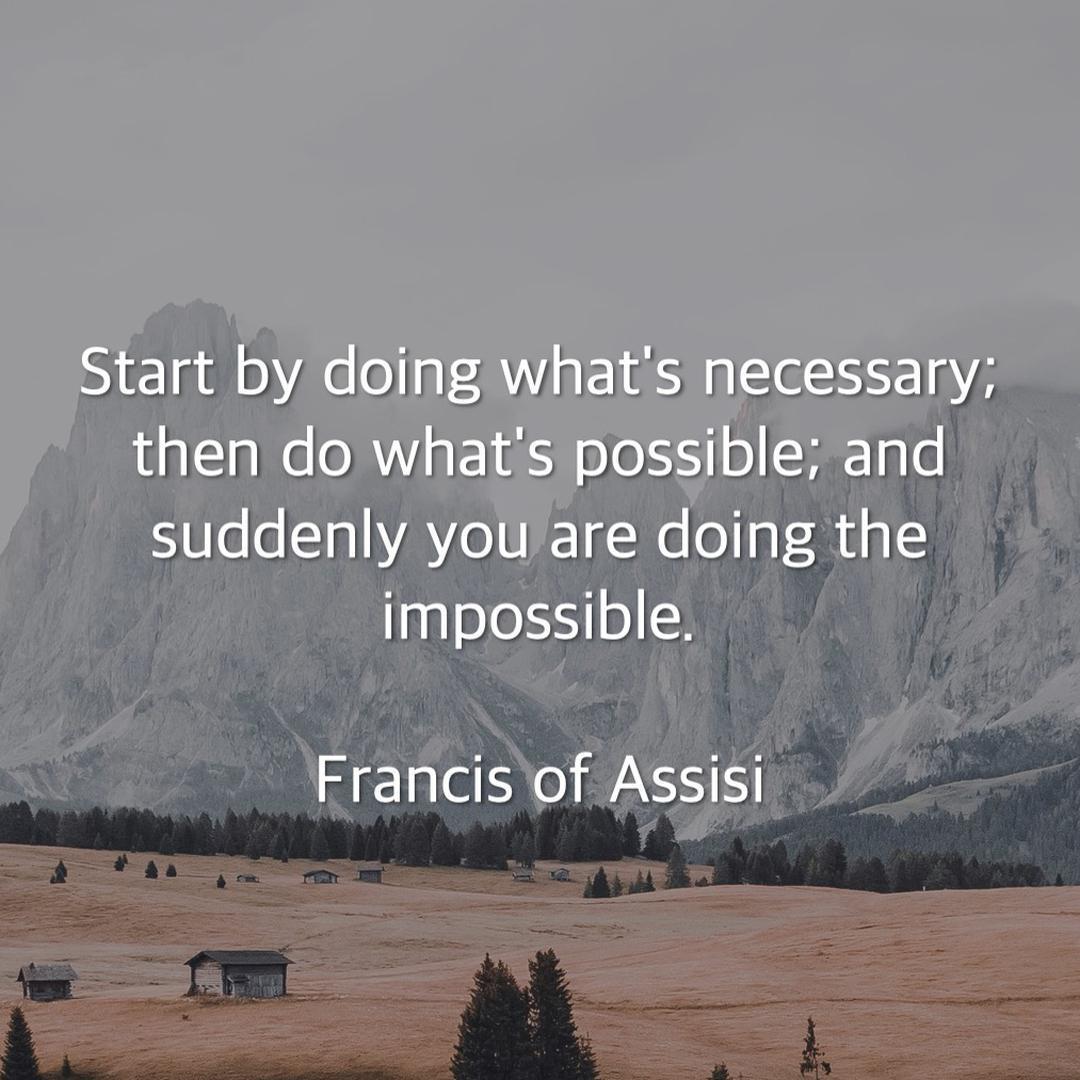 Start by doing what's necessary;
then do what's possible; and
suddenly you are doing the
impossible.
Francis of Assisi